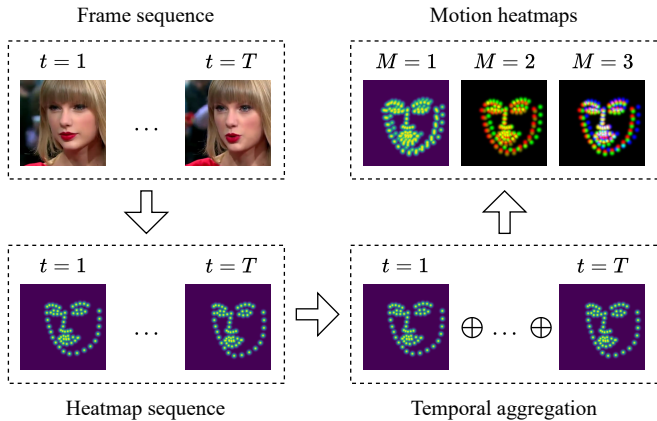 Frame sequence
t = 1
t = T
...
Motion heatmaps
M = 1
M = 2
M = 3
t = 1
t = T
...
Heatmap sequence
t = 1
t = T
⊕ ... ⊕
Temporal aggregation